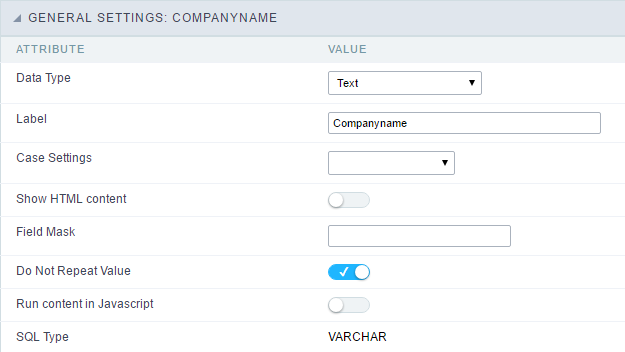 GENERAL SETTINGS: COMPANYNAME
ATTRIBUTE VALUE
Data Type Text
Label Companyname
Case Settings
Show HTML content
Field Mask
Do Not Repeat Value
Run content in Javascript
SQL Type VARCHAR